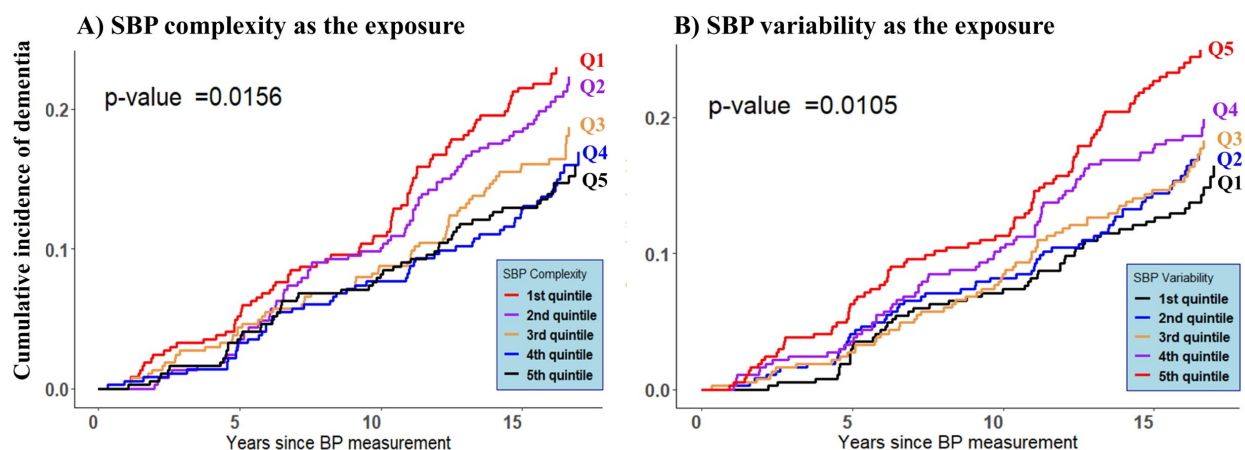 A) SBP complexity as the exposure
Cumulative incidence of dementia
p-value =0.0156
0.2
0.1
0.0
Q1
Q2
Q3
Q4
Q5
SBP Complexity
1st quintile
2nd quintile
3rd quintile
4th quintile
5th quintile
0 5 10 15
Years since BP measurement
B) SBP variability as the exposure
p-value =0.0105
0.2
0.1
0.0
Q5
Q4
Q3
Q2
Q1
SBP Variability
1st quintile
2nd quintile
3rd quintile
4th quintile
5th quintile
0 5 10 15
Years since BP measurement